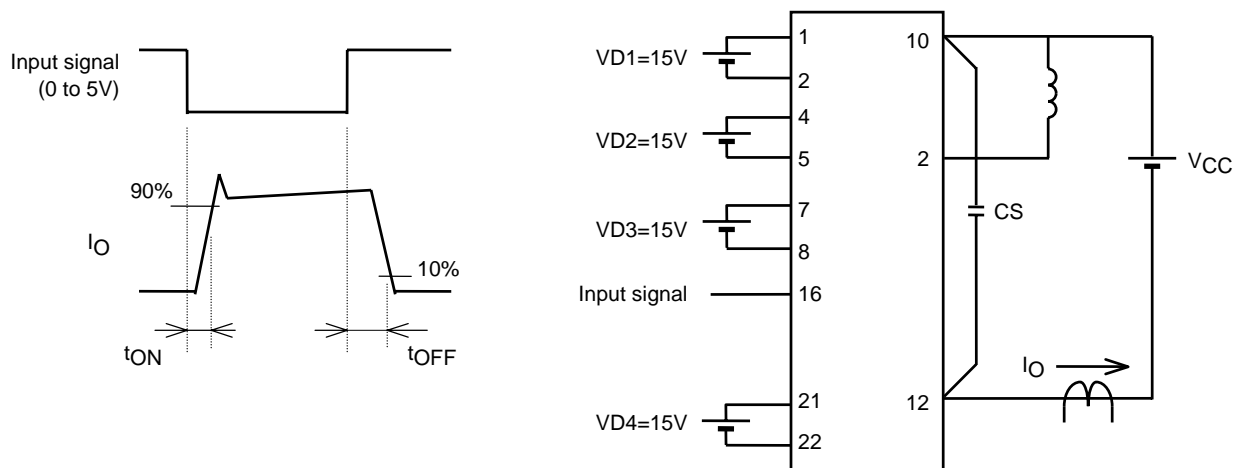 Input signal
(0 to 5V)
90%
IO
10%
tON
tOFF
VD1=15V
1
2
VD2=15V
4
5
VD3=15V
7
8
Input signal
16
VD4=15V
21
22
10
2
12
CS
VCC
IO